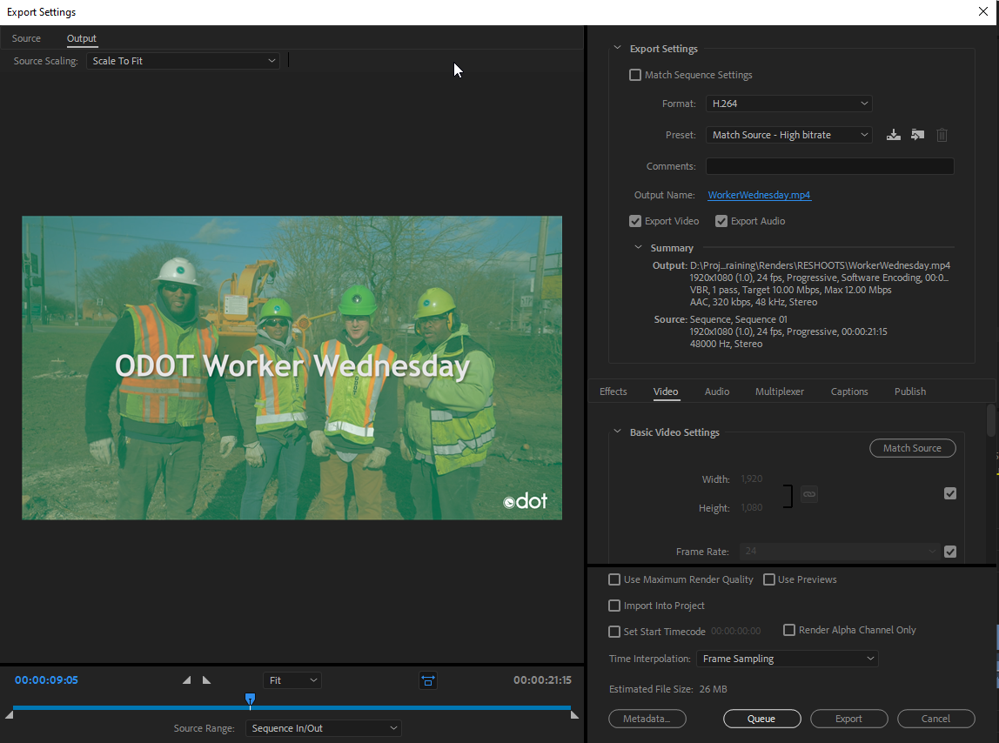 Export Settings
Source
Output
Source Scaling:
Scale To Fit
ODOT Worker Wednesday
odot
00:00:09:05
Fit
00:00:21:15
Source Range:
Sequence In/Out
Export Settings
Match Sequence Settings
Format:
H.264
Preset:
Match Source - High bitrate
Comments:
Output Name:
WorkerWednesday.mp4
Export Video
Export Audio
Summary
Output: D:\Proj...raining\Renders\RESHOOTS\WorkerWednesday.mp4
1920x1080 (1.0), 24 fps, Progressive, Software Encoding, 00:0...
VBR, 1 pass, Target 10.00 Mbps, Max 12.00 Mbps
AAC, 320 kbps, 48 kHz, Stereo
Source: Sequence, Sequence 01
1920x1080 (1.0), 24 fps, Progressive, 00:00:21:15
48000 Hz, Stereo
Effects
Video
Audio
Multiplexer
Captions
Publish
Basic Video Settings
Match Source
Width:
1,920
Height:
1,080
Frame Rate:
24
Use Maximum Render Quality
Use Previews
Import Into Project
Set Start Timecode
00:00:00:00
Render Alpha Channel Only
Time Interpolation:
Frame Sampling
Estimated File Size: 26 MB
Metadata...
Queue
Export
Cancel